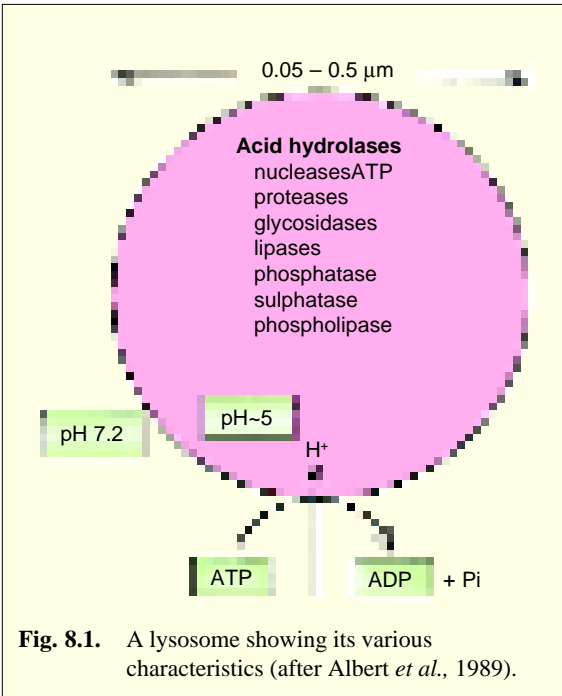 0.05 – 0.5 μm
Acid hydrolases
nucleasesATP
proteases
glycosidases
lipases
phosphatase
sulphatase
phospholipase
pH~5
pH 7.2
H⁺
ATP
ADP + Pi
Fig. 8.1. A lysosome showing its various
characteristics (after Albert et al., 1989).